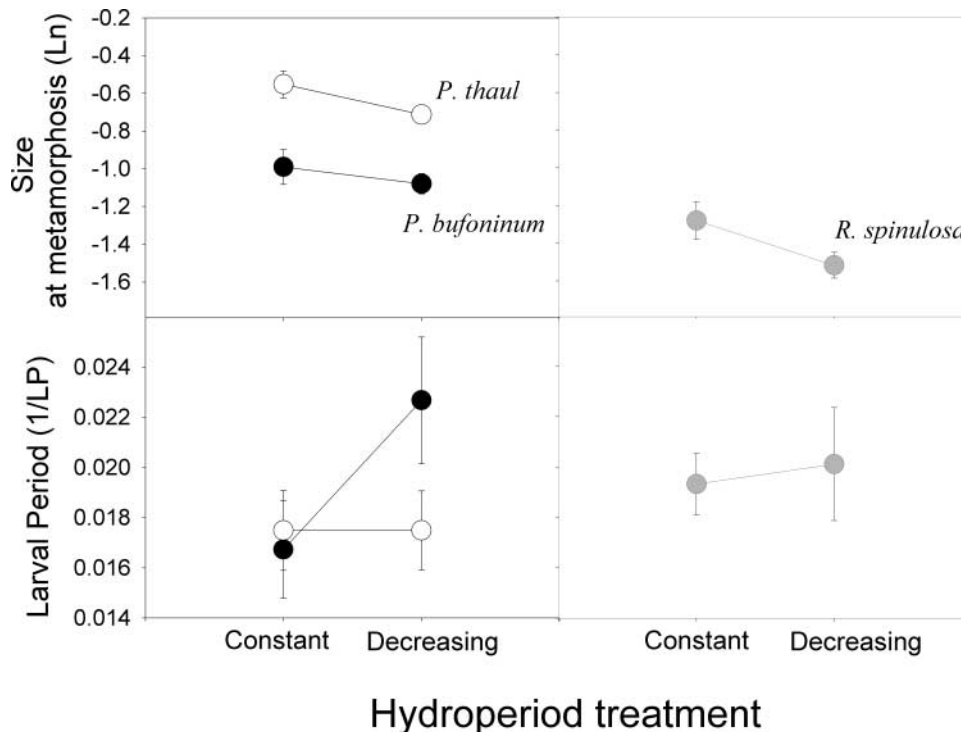 Size
at metamorphosis (Ln)
-0.2
-0.4
-0.6
-0.8
-1.0
-1.2
-1.4
-1.6
P. thaul
P. bufoninum
R. spinulosa
Larval Period (1/LP)
0.024
0.022
0.020
0.018
0.016
0.014
Constant Decreasing Constant Decreasing
Hydroperiod treatment